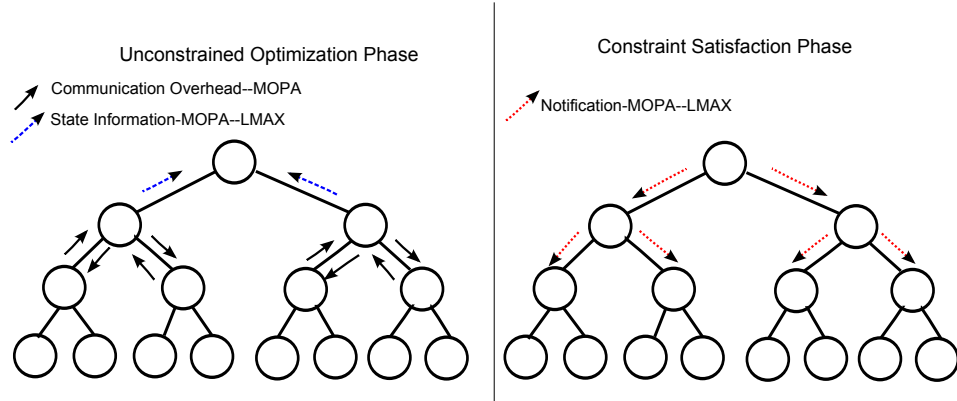 Unconstrained Optimization Phase
Communication Overhead--MOPA
State Information-MOPA--LMAX
Constraint Satisfaction Phase
Notification-MOPA--LMAX